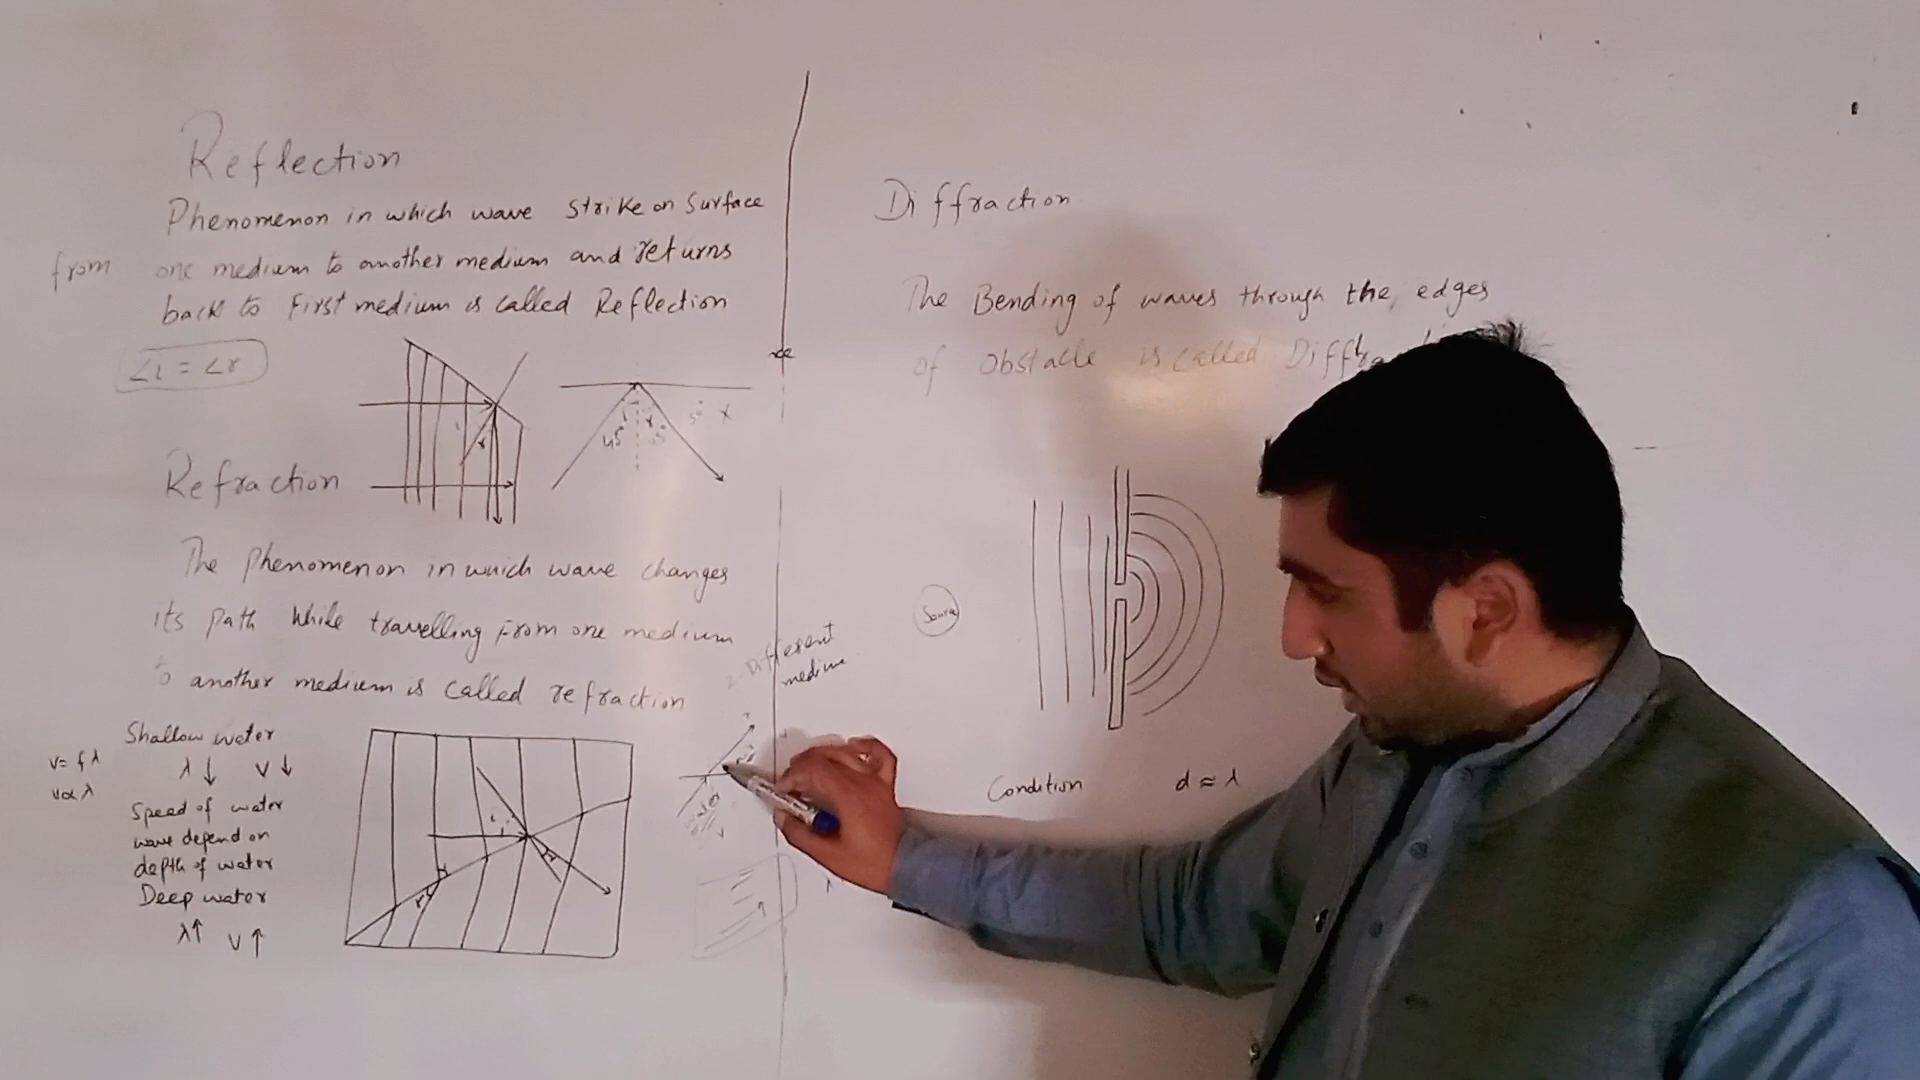 Reflection
Phenomenon in which wave strike on surface
from one medium to another medium and returns
back to First medium is called Reflection
∠i = ∠r
i
r
45°
i
r
45°
5° x
Refraction
The phenomenon in which wave changes
its path while travelling from one medium
to another medium is called refraction
Different
medium
Shallow water
v = fλ
λ↓ v↓
v∝λ
Speed of water
wave depend on
depth of water
Deep water
λ↑ v↑
i
r
water
Diffraction
The Bending of waves through the edges
of obstacle is called
Source
Condition d ≈ λ